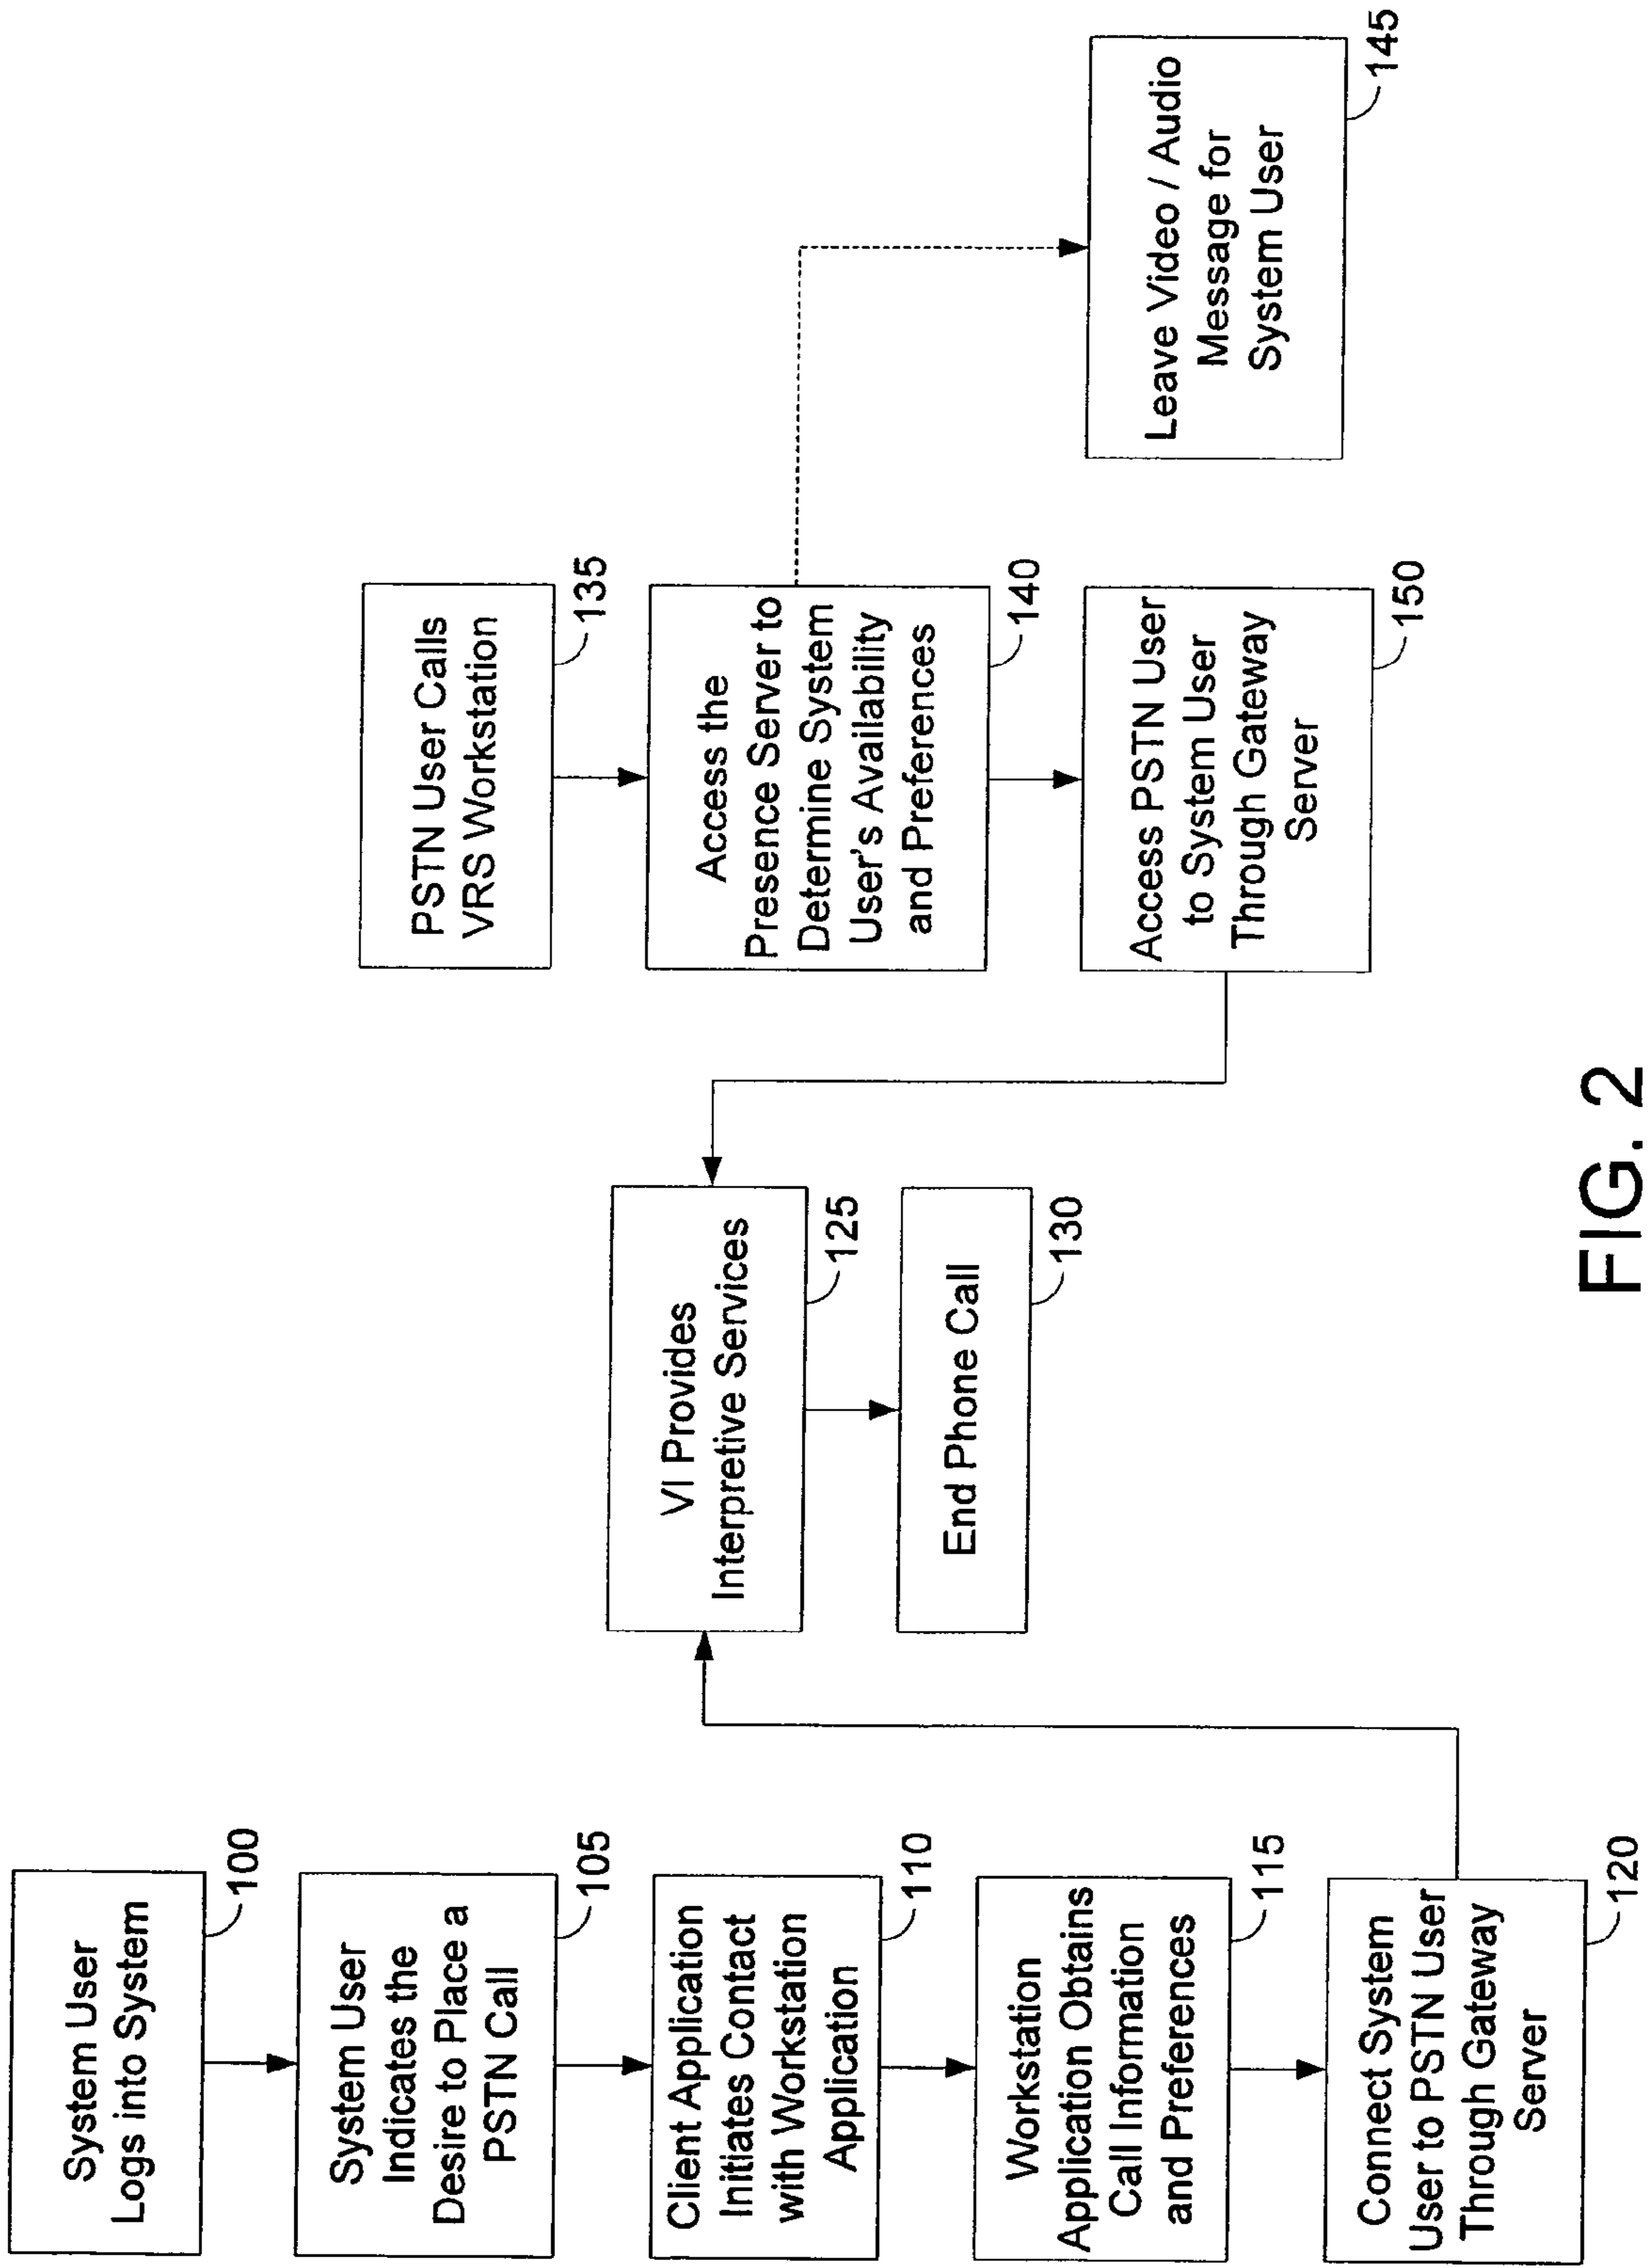 System User
Logs into System
100
System User
Indicates the
Desire to Place a
PSTN Call
105
Client Application
Initiates Contact
with Workstation
Application
110
Workstation
Application Obtains
Call Information
and Preferences
115
Connect System
User to PSTN User
Through Gateway
Server
120
VI Provides
Interpretive Services
125
End Phone Call
130
PSTN User Calls
VRS Workstation
135
Access the
Presence Server to
Determine System
User's Availability
and Preferences
140
Access PSTN User
to System User
Through Gateway
Server
150
Leave Video / Audio
Message for
System User
145
FIG. 2